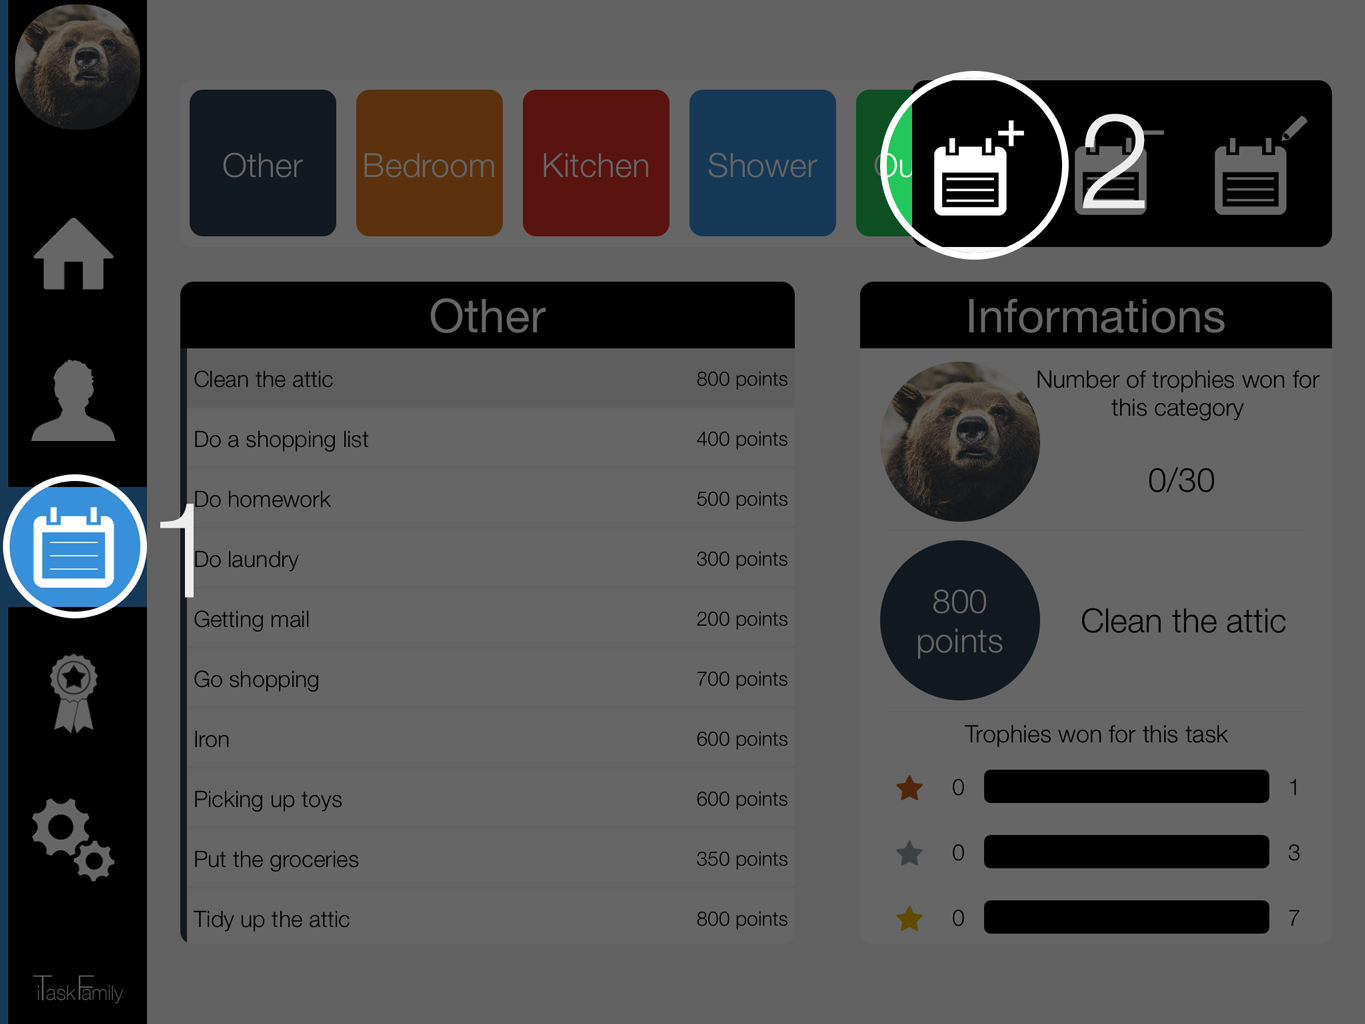 Other
Bedroom
Kitchen
Shower
Ou
2
Other
Clean the attic 800 points
Do a shopping list 400 points
Do homework 500 points
Do laundry 300 points
Getting mail 200 points
Go shopping 700 points
Iron 600 points
Picking up toys 600 points
Put the groceries 350 points
Tidy up the attic 800 points
1
Informations
Number of trophies won for
this category
0/30
800
points
Clean the attic
Trophies won for this task
0 1
0 3
0 7
iTaskFamily